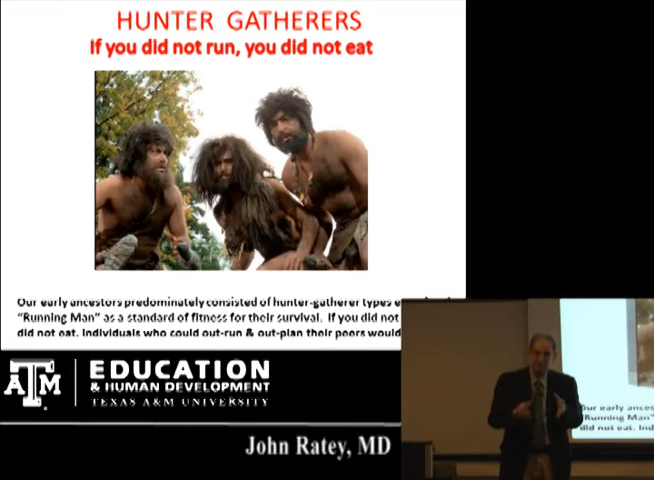 HUNTER GATHERERS
If you did not run, you did not eat
Our early ancestors predominately consisted of hunter-gatherer types
"Running Man" as a standard of fitness for their survival. If you did not
did not eat. Individuals who could out-run & out-plan their peers would
ĀTM
EDUCATION
& HUMAN DEVELOPMENT
TEXAS A&M UNIVERSITY
John Ratey, MD
Our early ances
"Running Man"
did not eat. Ind